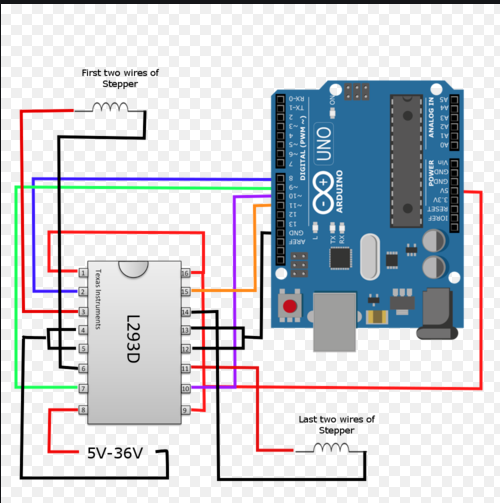 First two wires of
Stepper
RX-0
TX-1
2
~3
4
~5
~6
7
8
~9
~10
~11
12
13
GND
AREF
DIGITAL (PWM ~)
ON
UNO
ARDUINO
L
TX
RX
A5
A4
A3
A2
A1
A0
ANALOG IN
Vin
GND
GND
5V
3.3V
RESET
IOREF
POWER
1
2
3
4
5
6
7
8
16
15
14
13
12
11
10
9
Texas Instruments
L293D
5V-36V
Last two wires of
Stepper